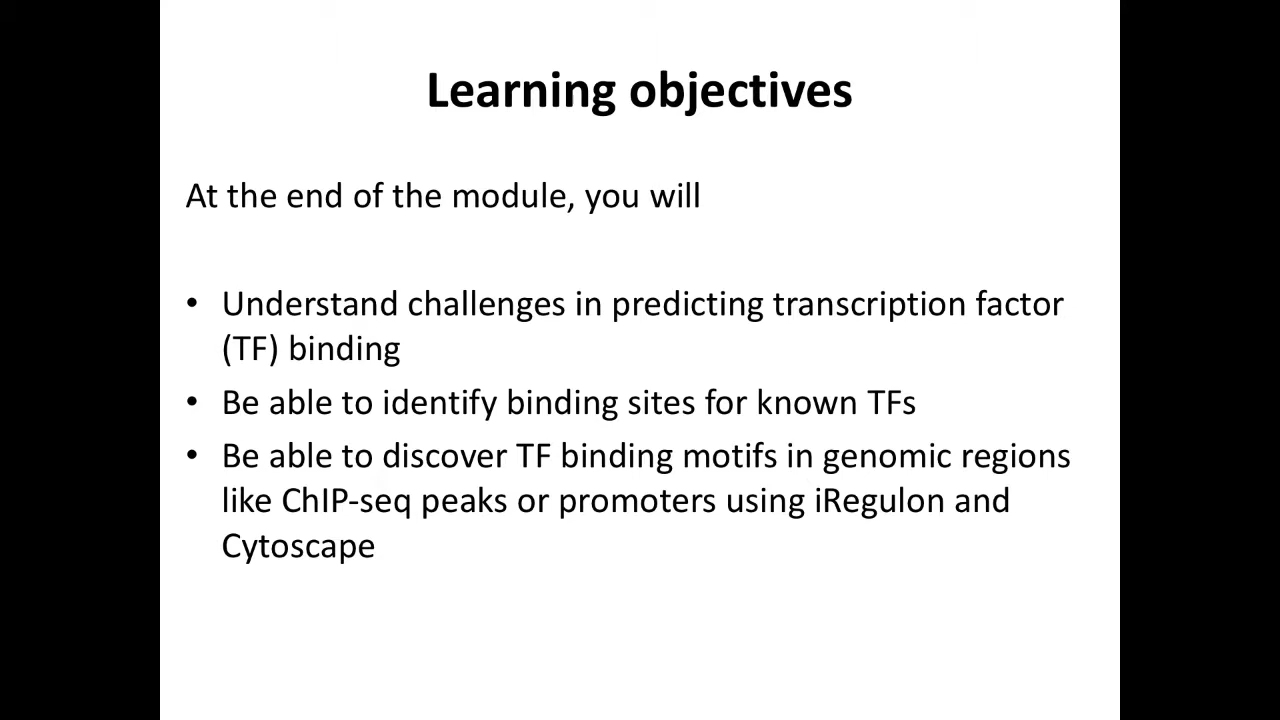 Learning objectives
At the end of the module, you will
• Understand challenges in predicting transcription factor
(TF) binding
• Be able to identify binding sites for known TFs
• Be able to discover TF binding motifs in genomic regions
like ChIP-seq peaks or promoters using iRegulon and
Cytoscape